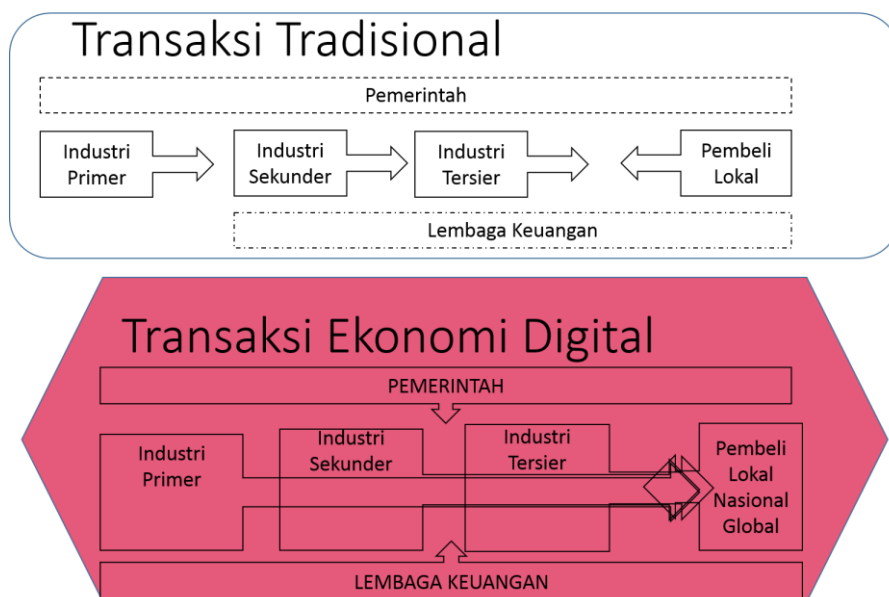 Transaksi Tradisional
Pemerintah
Industri
Primer
Industri
Sekunder
Industri
Tersier
Pembeli
Lokal
Lembaga Keuangan
Transaksi Ekonomi Digital
PEMERINTAH
Industri
Primer
Industri
Sekunder
Industri
Tersier
Pembeli
Lokal
Nasional
Global
LEMBAGA KEUANGAN